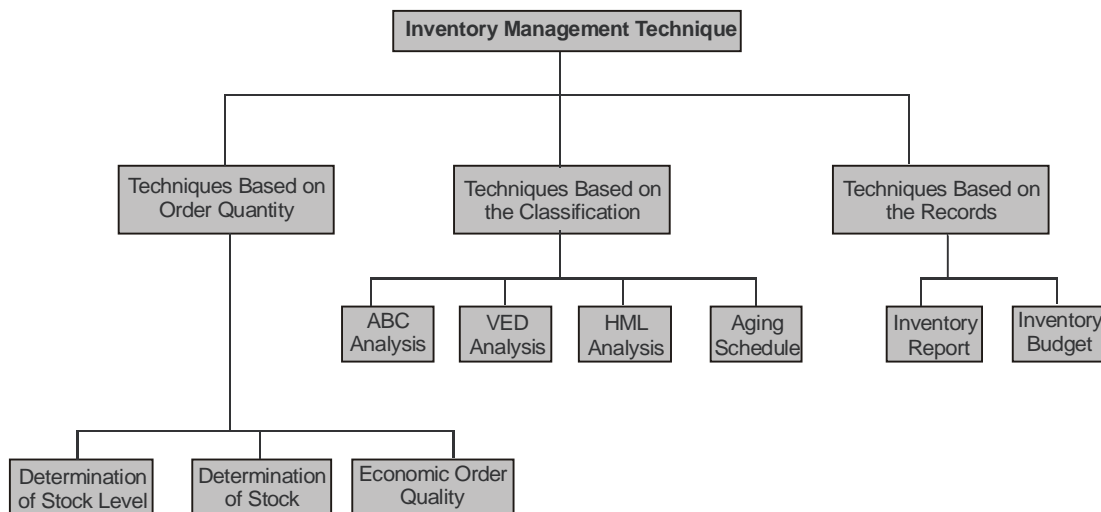 Inventory Management Technique
Techniques Based on
Order Quantity
Techniques Based on
the Classification
Techniques Based on
the Records
ABC
Analysis
VED
Analysis
HML
Analysis
Aging
Schedule
Inventory
Report
Inventory
Budget
Determination
of Stock Level
Determination
of Stock
Economic Order
Quality